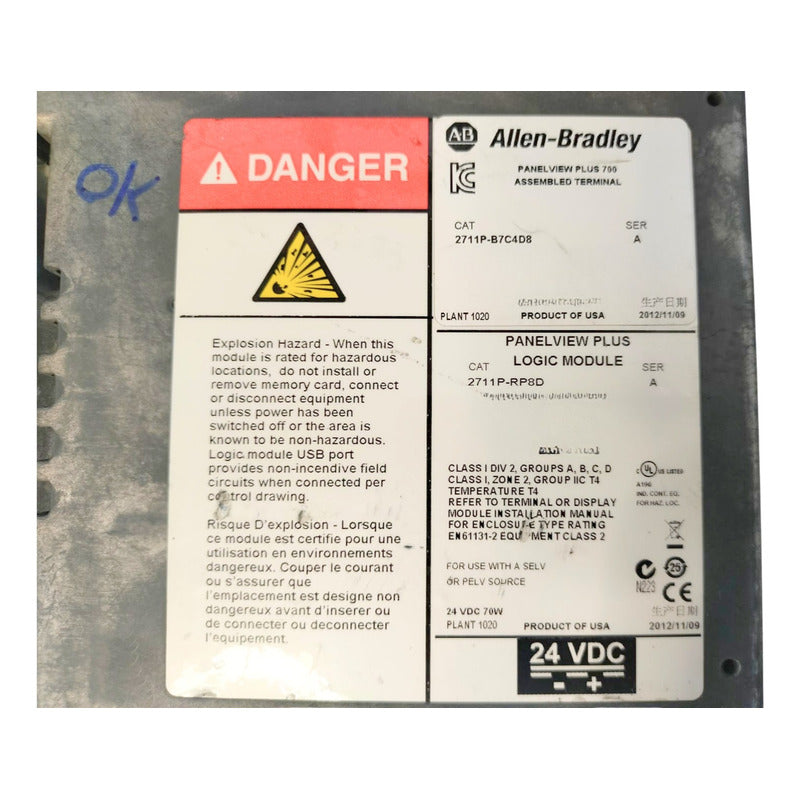 OK
DANGER
Explosion Hazard - When this
module is rated for hazardous
locations, do not install or
remove memory card, connect
or disconnect equipment
unless power has been
switched off or the area is
known to be non-hazardous.
Logic module USB port
provides non-incendive field
circuits when connected per
control drawing.
Risque D'explosion - Lorsque
ce module est certifié pour une
utilisation en environnements
dangereux. Couper le courant
ou s'assurer que
l'emplacement est designe non
dangereux avant d'inserer ou
de connecter ou deconnecter
l'equipement.
AB Allen-Bradley
PANELVIEW PLUS 700
ASSEMBLED TERMINAL
CAT SER
2711P-B7C4D8 A
生产日期
PLANT 1020 PRODUCT OF USA 2012/11/09
PANELVIEW PLUS
LOGIC MODULE
CAT SER
2711P-RP8D A
CLASS I DIV 2, GROUPS A, B, C, D
CLASS I, ZONE 2, GROUP IIC T4
TEMPERATURE T4
REFER TO TERMINAL OR DISPLAY
MODULE INSTALLATION MANUAL
FOR ENCLOSURE TYPE RATING
EN61131-2 EQUIPMENT CLASS 2
c UL US LISTED
A196
IND. CONT. EQ.
FOR HAZ. LOC.
FOR USE WITH A SELV
OR PELV SOURCE
N223
25
CE
24 VDC 70W 生产日期
PLANT 1020 PRODUCT OF USA 2012/11/09
24 VDC
- +